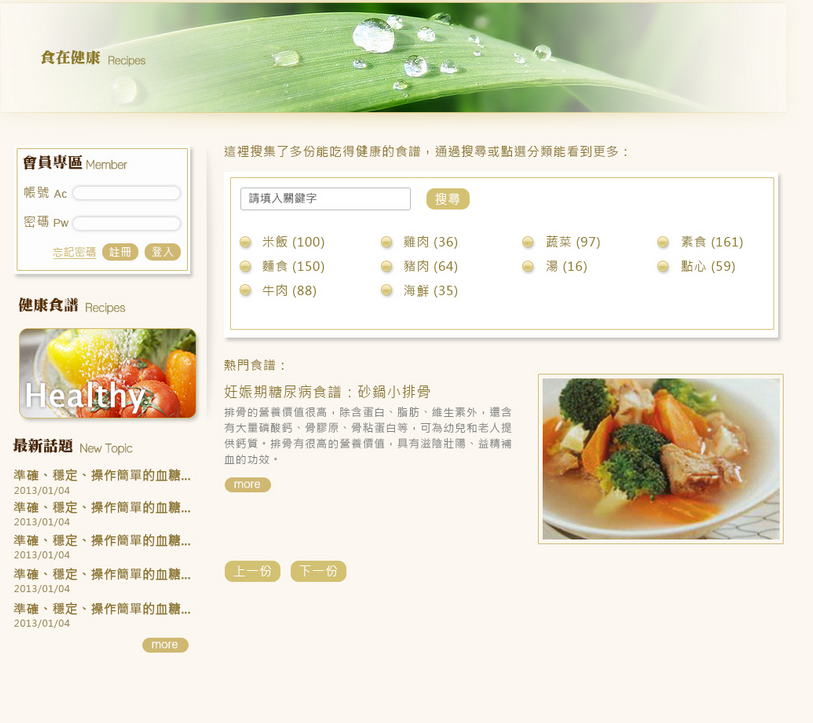 食在健康 Recipes
會員專區 Member
帳號 Ac
密碼 Pw
忘記密碼 註冊 登入
健康食譜 Recipes
Healthy
最新話題 New Topic
準確、穩定、操作簡單的血糖...
2013/01/04
準確、穩定、操作簡單的血糖...
2013/01/04
準確、穩定、操作簡單的血糖...
2013/01/04
準確、穩定、操作簡單的血糖...
2013/01/04
準確、穩定、操作簡單的血糖...
2013/01/04
more
這裡搜集了多份能吃得健康的食譜，通過搜尋或點選分類能看到更多：
請填入關鍵字 搜尋
米飯 (100) 雞肉 (36) 蔬菜 (97) 素食 (161)
麵食 (150) 豬肉 (64) 湯 (16) 點心 (59)
牛肉 (88) 海鮮 (35)
熱門食譜：
妊娠期糖尿病食譜：砂鍋小排骨
排骨的營養價值很高，除含蛋白、脂肪、維生素外，還含
有大量磷酸鈣、骨膠原、骨粘蛋白等，可為幼兒和老人提
供鈣質。排骨有很高的營養價值，具有滋陰壯陽、益精補
血的功效。
more
上一份 下一份